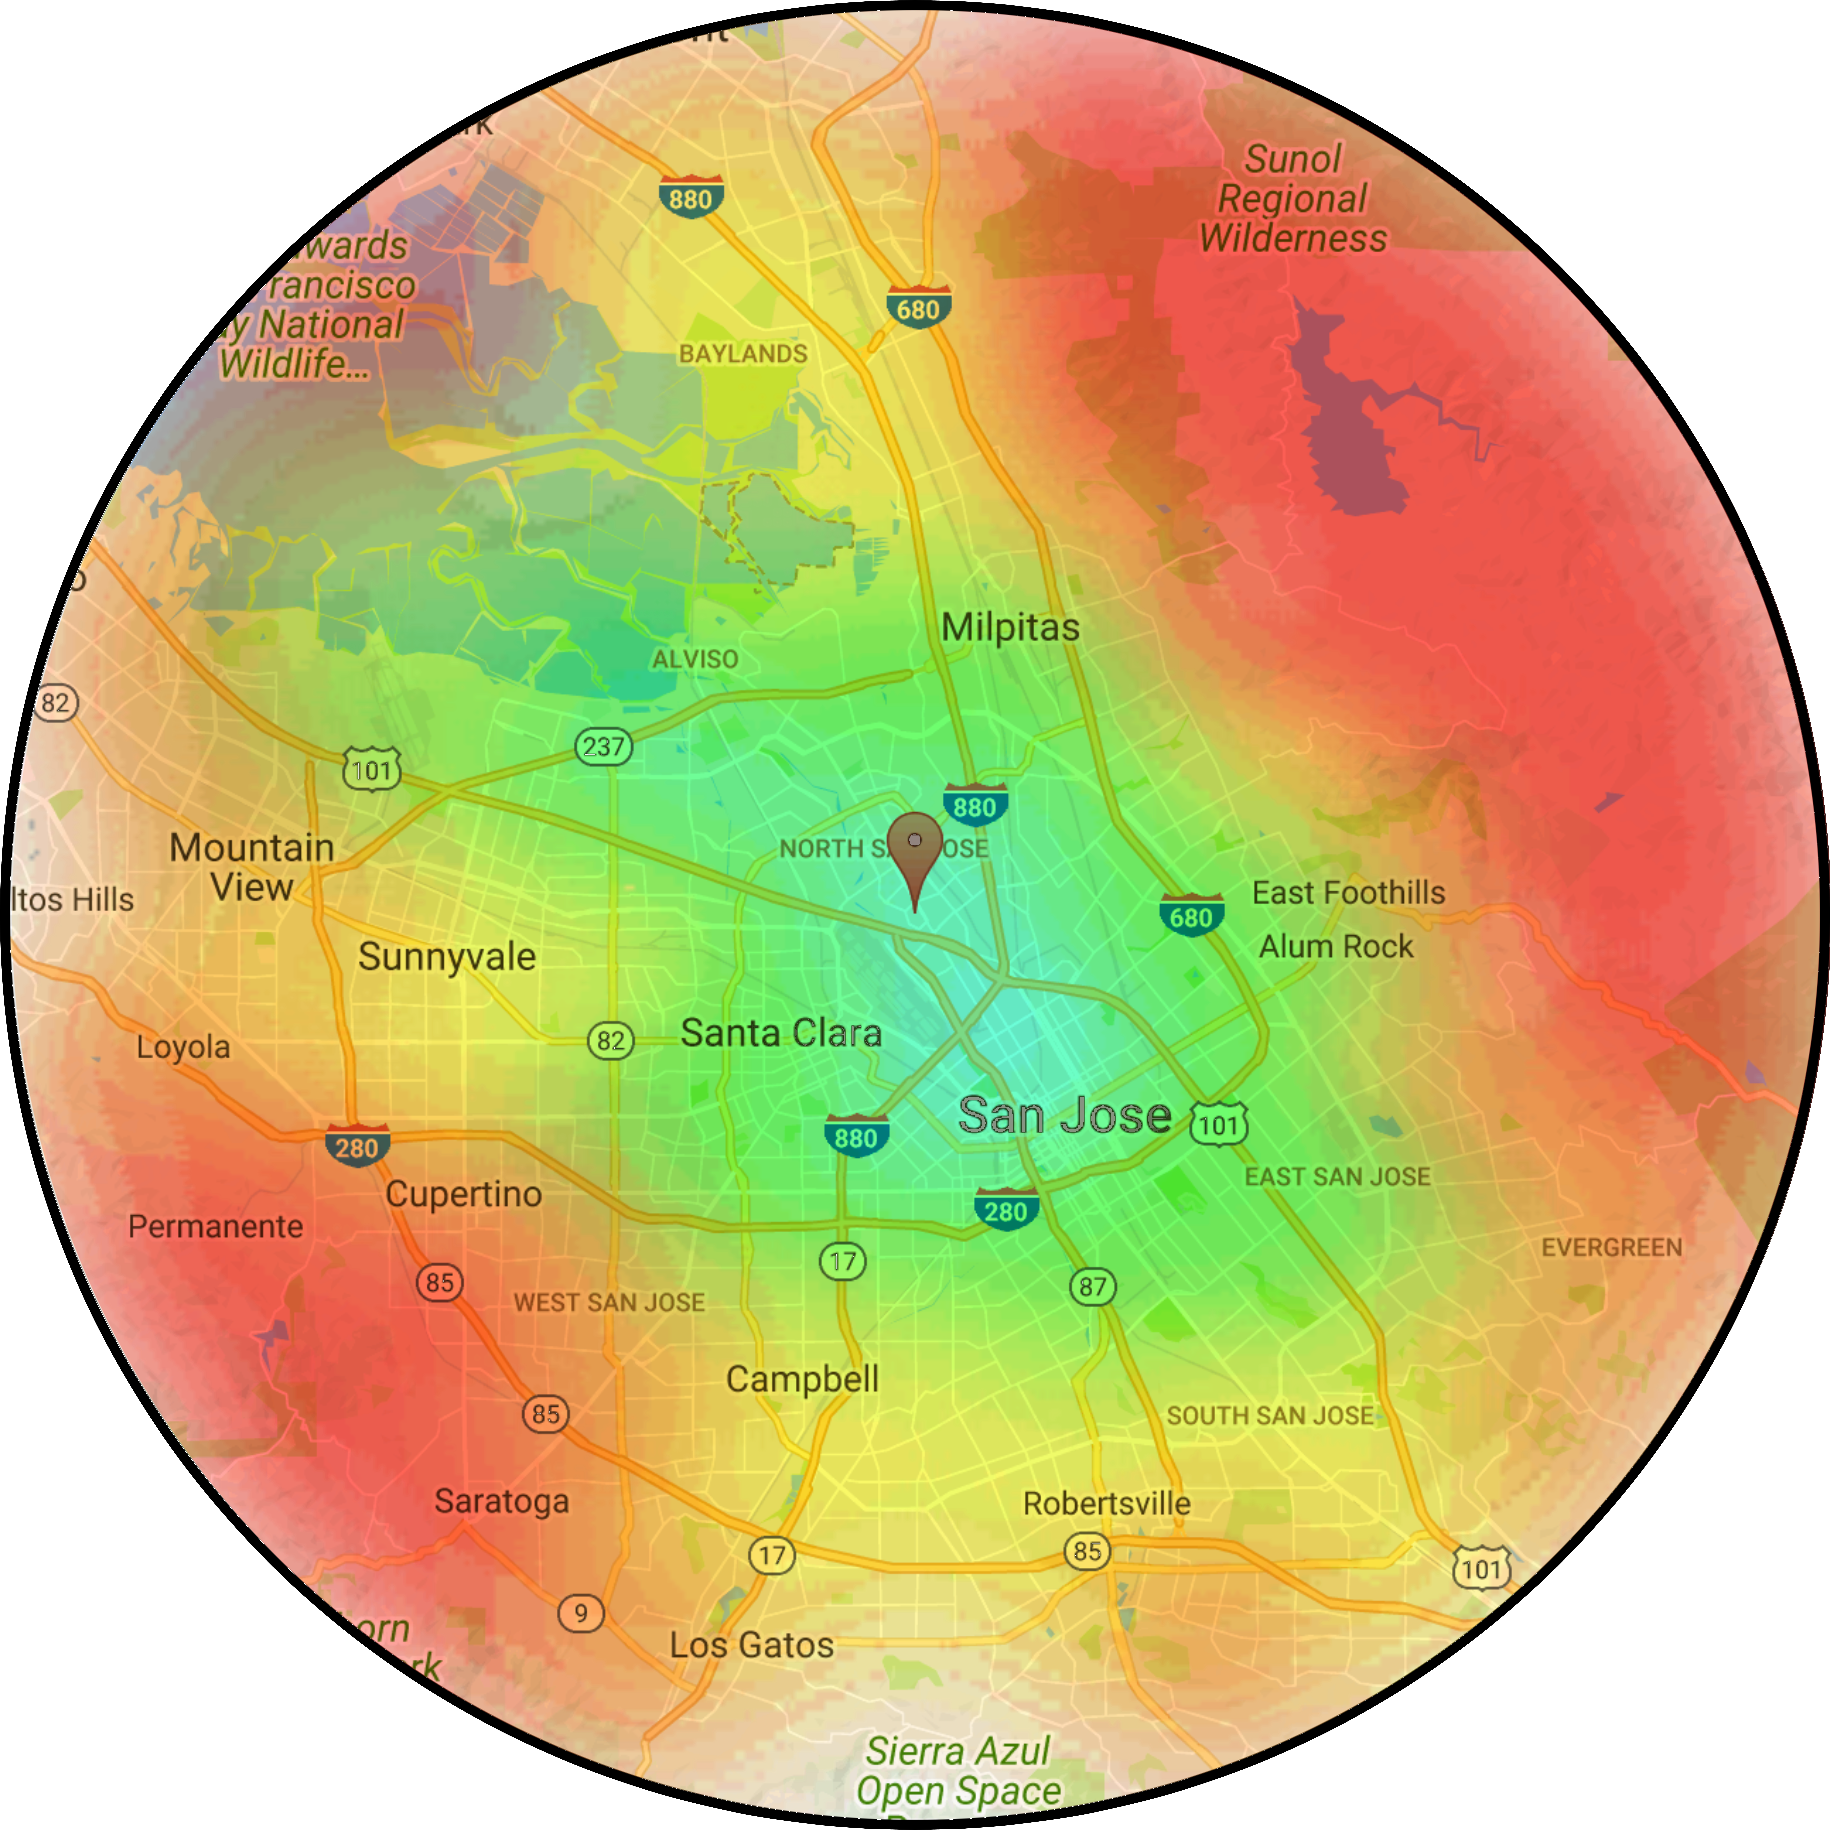 Sunol
Regional
Wilderness
880
wards
rancisco
y National
Wildlife...
680
BAYLANDS
Milpitas
ALVISO
82
237
101
880
NORTH S
OSE
Mountain
View
ltos Hills
East Foothills
680
Alum Rock
Sunnyvale
Santa Clara
82
Loyola
San Jose
101
880
280
EAST SAN JOSE
Cupertino
280
Permanente
EVERGREEN
17
85
87
WEST SAN JOSE
Campbell
85
SOUTH SAN JOSE
Saratoga
Robertsville
17
85
101
9
orn
rk
Los Gatos
Sierra Azul
Open Space